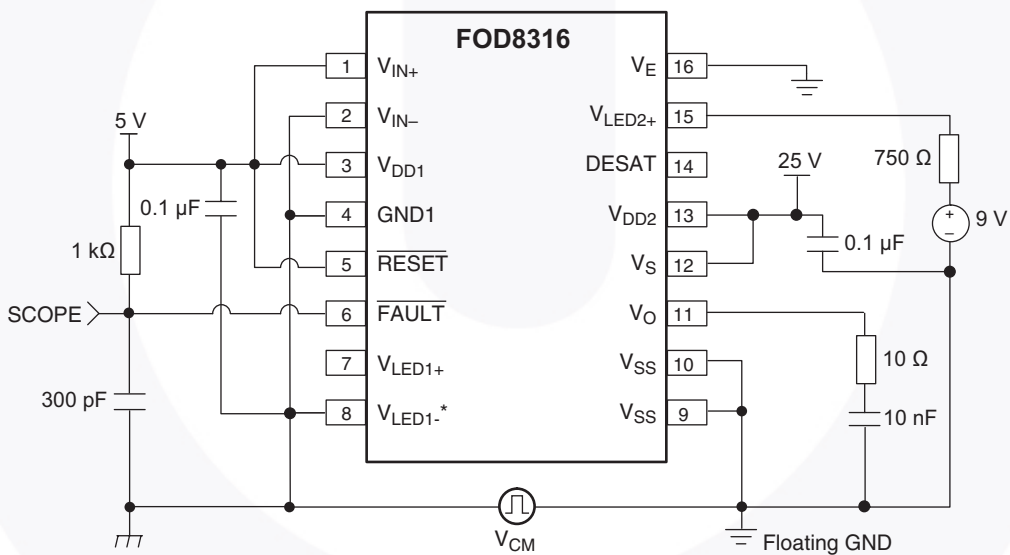 FOD8316
1 V_IN+
2 V_IN–
3 V_DD1
4 GND1
5 RESET
6 FAULT
7 V_LED1+
8 V_LED1-*
V_E 16
V_LED2+ 15
DESAT 14
V_DD2 13
V_S 12
V_O 11
V_SS 10
V_SS 9
5 V
0.1 µF
1 kΩ
SCOPE
300 pF
25 V
750 Ω
+
–
9 V
0.1 µF
10 Ω
10 nF
V_CM
Floating GND